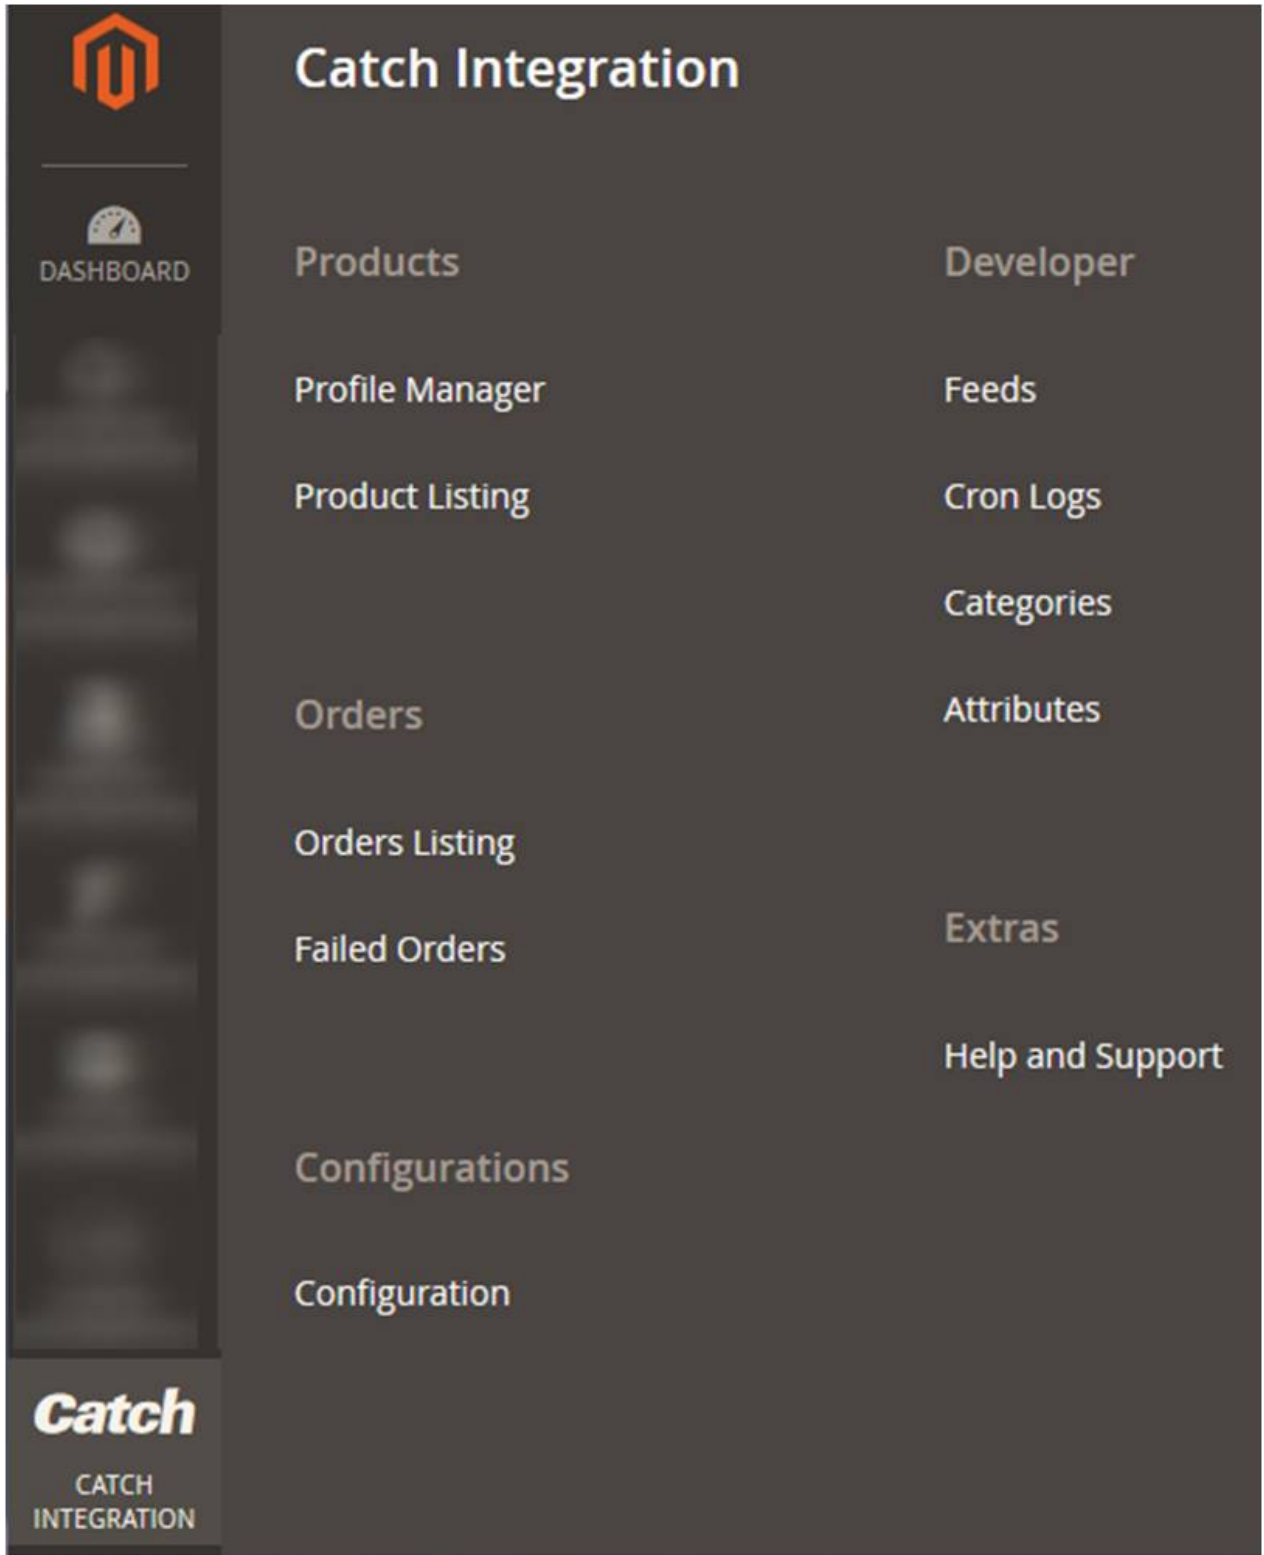 Catch Integration
DASHBOARD
Products
Profile Manager
Product Listing
Orders
Orders Listing
Failed Orders
Configurations
Configuration
Developer
Feeds
Cron Logs
Categories
Attributes
Extras
Help and Support
Catch
CATCH
INTEGRATION